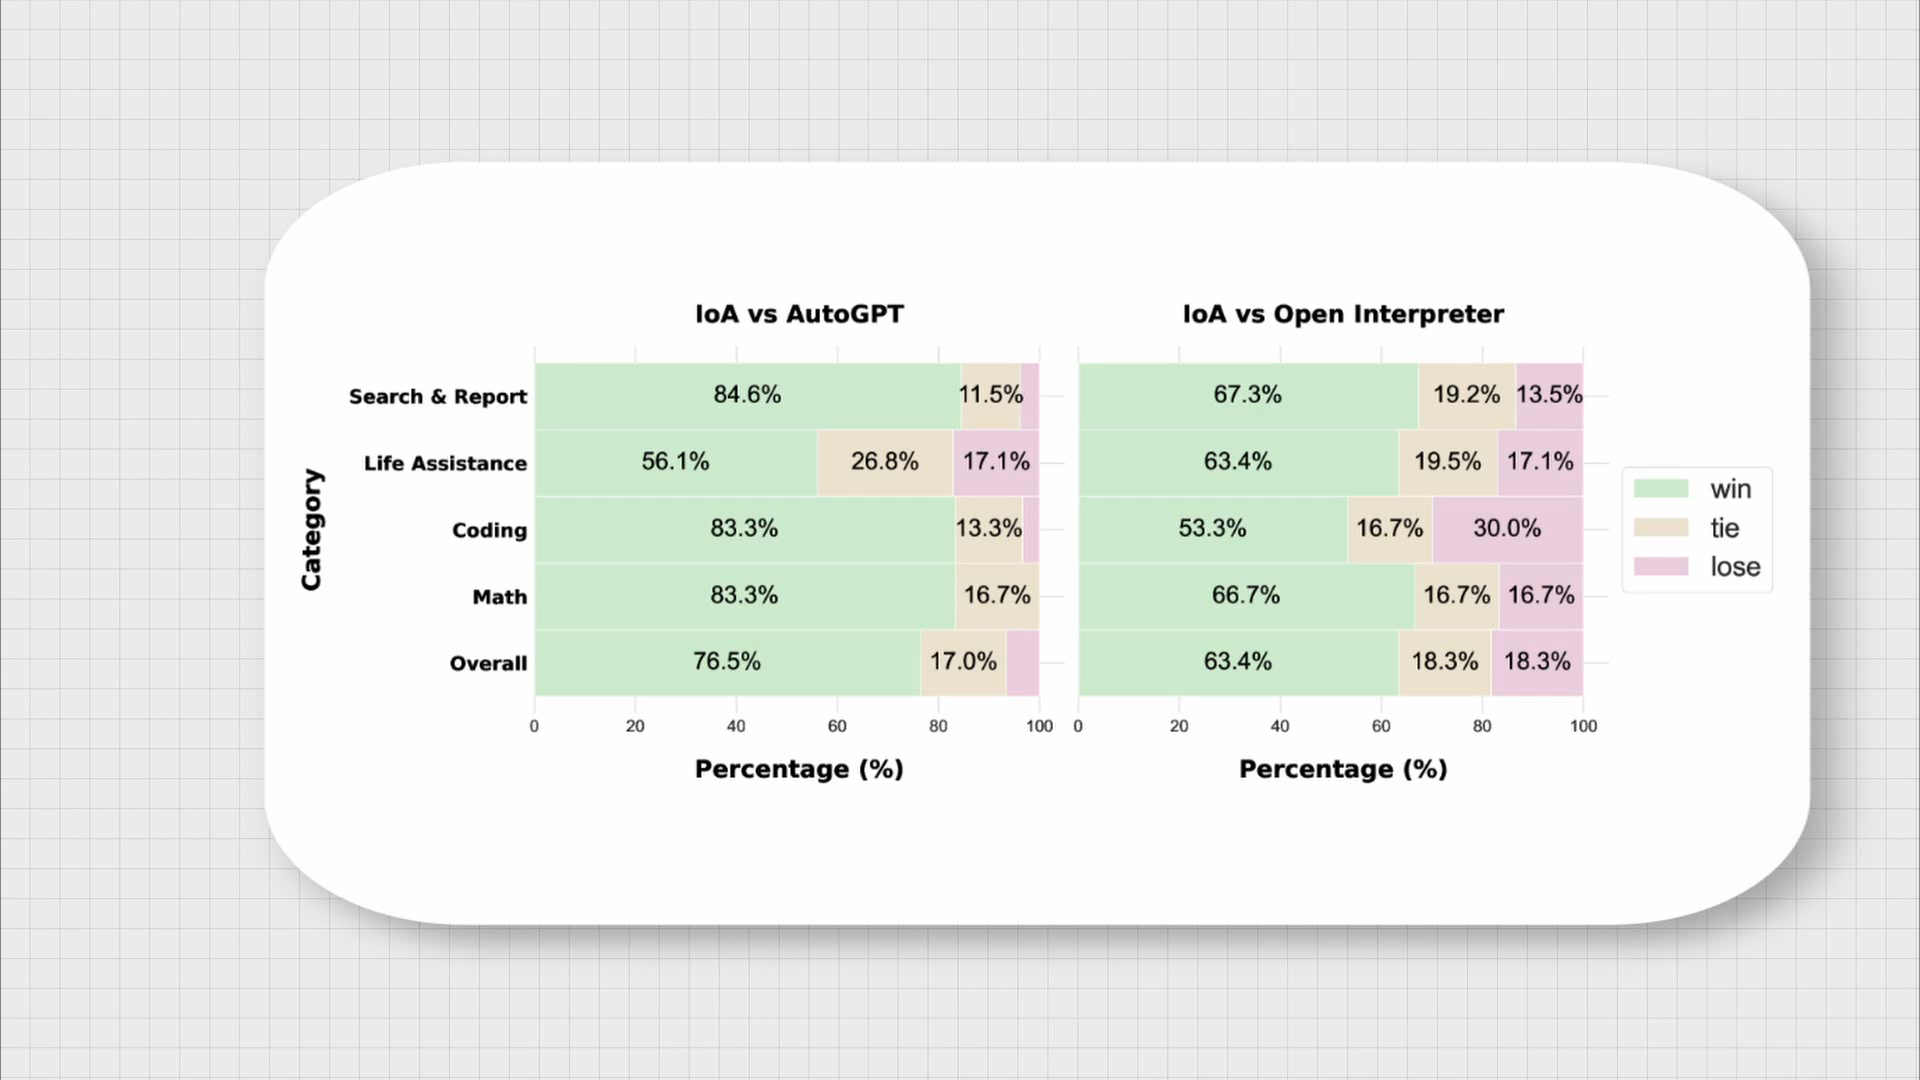 IoA vs AutoGPT
IoA vs Open Interpreter
Category
Search & Report
84.6%
11.5%
67.3%
19.2%
13.5%
Life Assistance
56.1%
26.8%
17.1%
63.4%
19.5%
17.1%
Coding
83.3%
13.3%
53.3%
16.7%
30.0%
Math
83.3%
16.7%
66.7%
16.7%
16.7%
Overall
76.5%
17.0%
63.4%
18.3%
18.3%
0 20 40 60 80 100
0 20 40 60 80 100
Percentage (%)
Percentage (%)
win
tie
lose